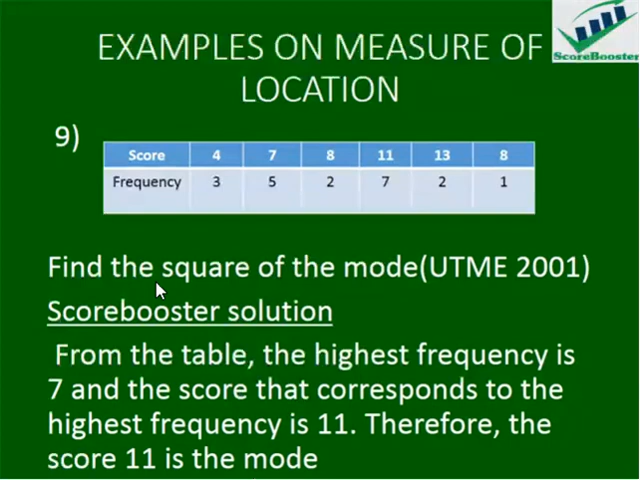 ScoreBooster
EXAMPLES ON MEASURE OF
LOCATION
9)
Score 4 7 8 11 13 8
Frequency 3 5 2 7 2 1
Find the square of the mode(UTME 2001)
Scorebooster solution
From the table, the highest frequency is
7 and the score that corresponds to the
highest frequency is 11. Therefore, the
score 11 is the mode